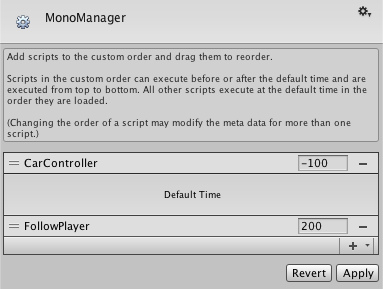 MonoManager
Add scripts to the custom order and drag them to reorder.
Scripts in the custom order can execute before or after the default time and are
executed from top to bottom. All other scripts execute at the default time in
the order they are loaded.
(Changing the order of a script may modify the meta data for more than one
script.)
CarController -100
Default Time
FollowPlayer 200
Revert Apply